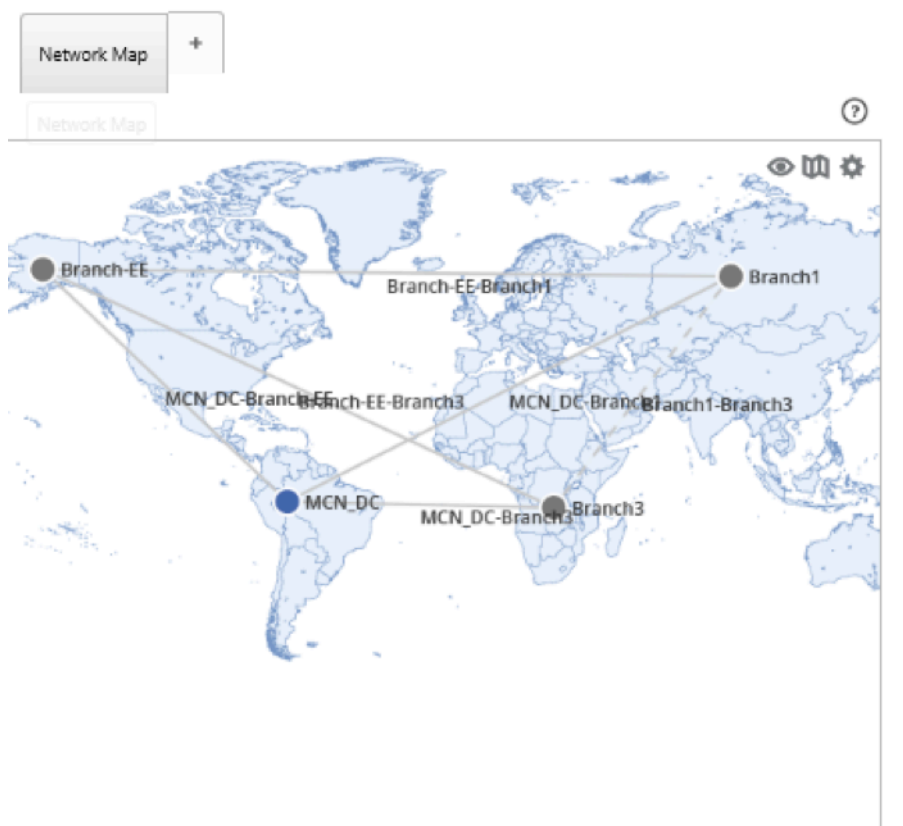 Network Map
+
Network Map
?
Branch-EE
Branch-EE-Branch1
Branch1
MCN_DC-Branch-EE
Branch-EE-Branch3
MCN_DC-Branch1
Branch1-Branch3
MCN_DC
MCN_DC-Branch3
Branch3